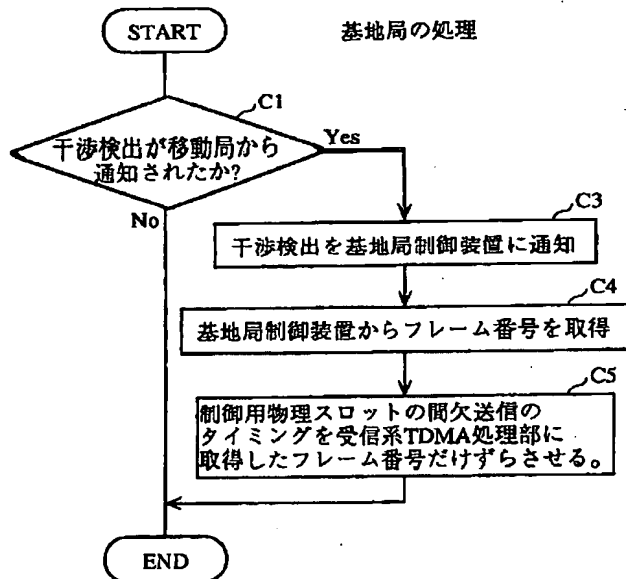 START
基地局の処理
C1
干渉検出が移動局から
通知されたか?
Yes
No
C3
干渉検出を基地局制御装置に通知
C4
基地局制御装置からフレーム番号を取得
C5
制御用物理スロットの間欠送信の
タイミングを受信系TDMA処理部に
取得したフレーム番号だけずらさせる。
END